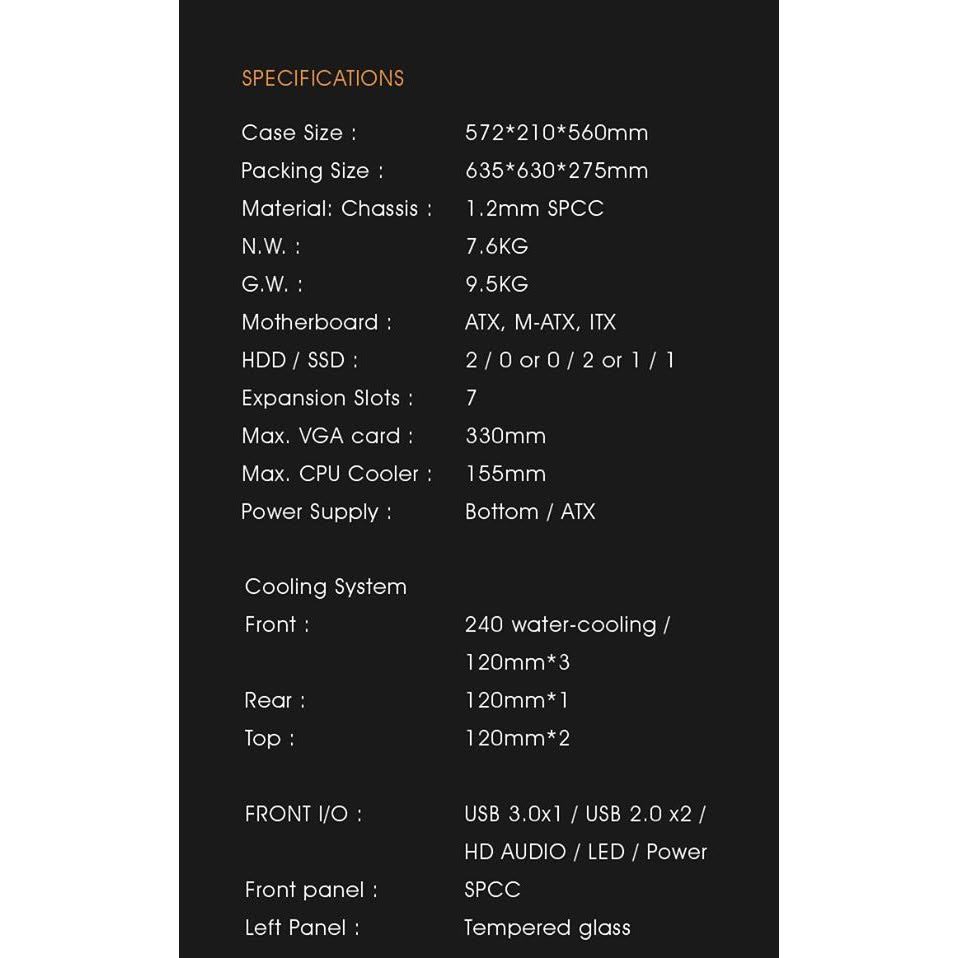 SPECIFICATIONS
Case Size : 572*210*560mm
Packing Size : 635*630*275mm
Material: Chassis : 1.2mm SPCC
N.W. : 7.6KG
G.W. : 9.5KG
Motherboard : ATX, M-ATX, ITX
HDD / SSD : 2 / 0 or 0 / 2 or 1 / 1
Expansion Slots : 7
Max. VGA card : 330mm
Max. CPU Cooler : 155mm
Power Supply : Bottom / ATX
Cooling System
Front : 240 water-cooling /
120mm*3
Rear : 120mm*1
Top : 120mm*2
FRONT I/O : USB 3.0x1 / USB 2.0 x2 /
HD AUDIO / LED / Power
Front panel : SPCC
Left Panel : Tempered glass